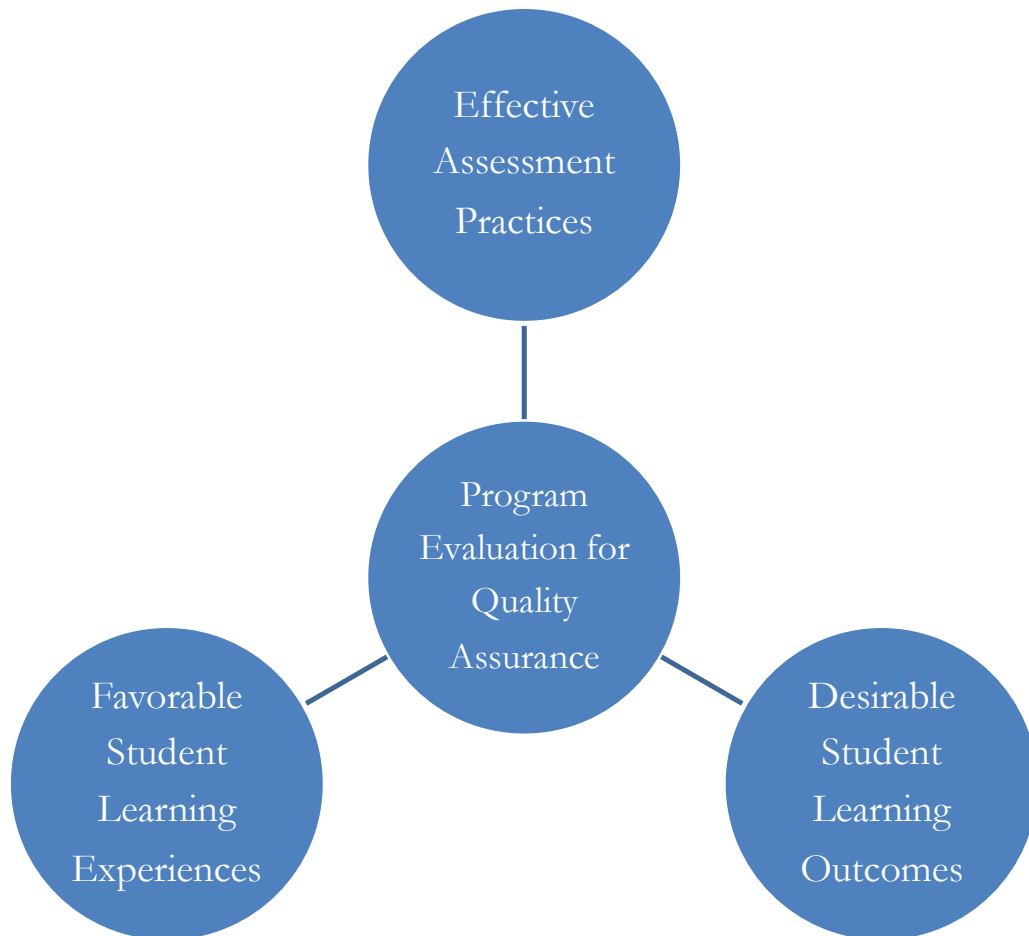 Effective
Assessment
Practices
Program
Evaluation for
Quality
Assurance
Favorable
Student
Learning
Experiences
Desirable
Student
Learning
Outcomes